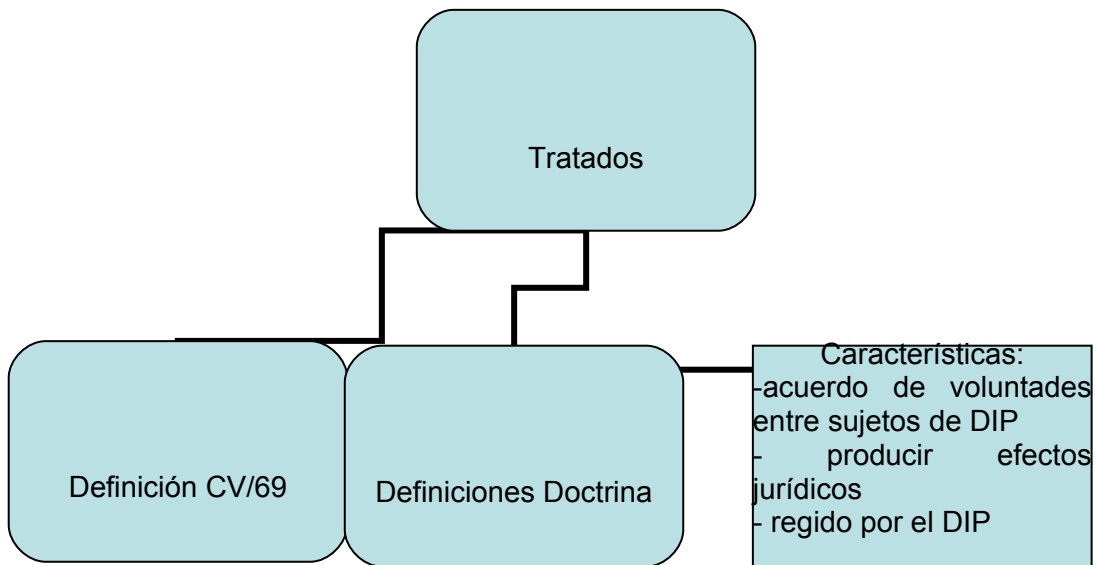 Tratados
Definición CV/69
Definiciones Doctrina
Características:
-acuerdo de voluntades
entre sujetos de DIP
- producir efectos
jurídicos
- regido por el DIP